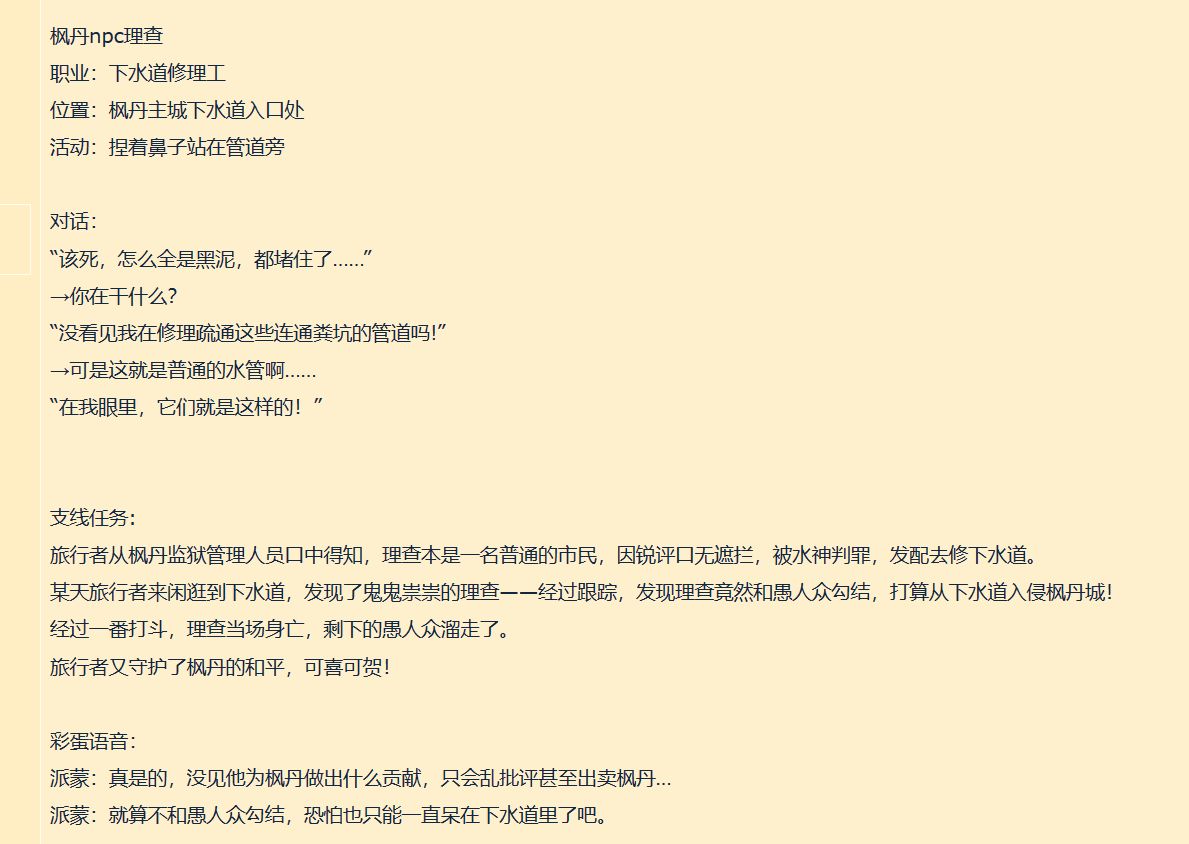 枫丹npc理查
职业：下水道修理工
位置：枫丹主城下水道入口处
活动：捏着鼻子站在管道旁
对话：
“该死，怎么全是黑泥，都堵住了……”
→你在干什么？
“没看见我在修理疏通这些连通粪坑的管道吗！”
→可是这就是普通的水管啊……
“在我眼里，它们就是这样的！”
支线任务：
旅行者从枫丹监狱管理人员口中得知，理查本是一名普通的市民，因锐评口无遮拦，被水神判罪，发配去修下水道。
某天旅行者来闲逛到下水道，发现了鬼鬼祟祟的理查——经过跟踪，发现理查竟然和愚人众勾结，打算从下水道入侵枫丹城！
经过一番打斗，理查当场身亡，剩下的愚人众溜走了。
旅行者又守护了枫丹的和平，可喜可贺！
彩蛋语音：
派蒙：真是的，没见他为枫丹做出什么贡献，只会乱批评甚至出卖枫丹...
派蒙：就算不和愚人众勾结，恐怕也只能一直呆在下水道里了吧。